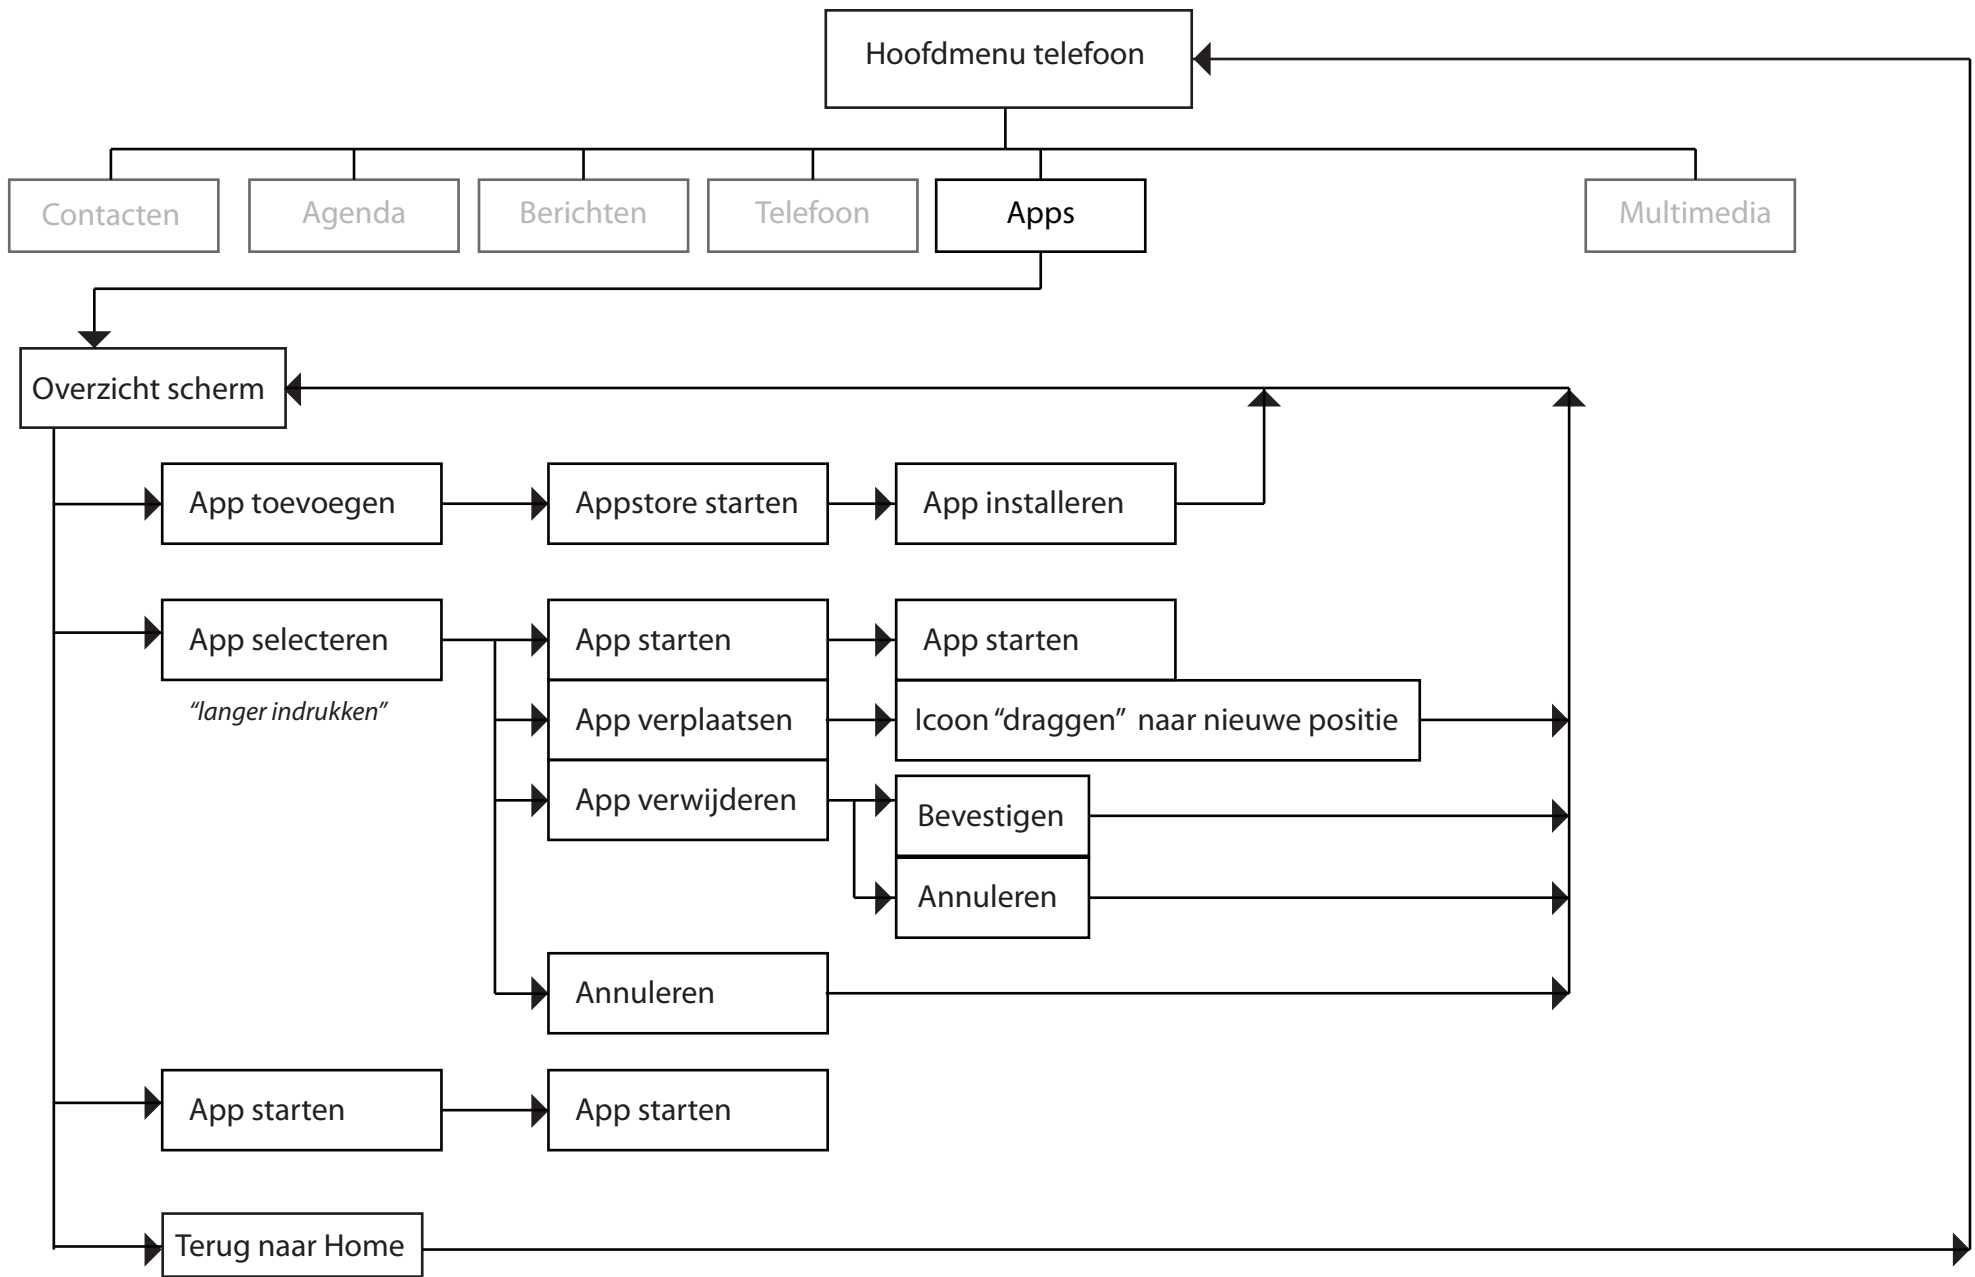 Hoofdmenu telefoon
Contacten
Agenda
Berichten
Telefoon
Apps
Multimedia
Overzicht scherm
App toevoegen
Appstore starten
App installeren
App selecteren
“langer indrukken”
App starten
App starten
App verplaatsen
Icoon “draggen” naar nieuwe positie
App verwijderen
Bevestigen
Annuleren
Annuleren
App starten
App starten
Terug naar Home